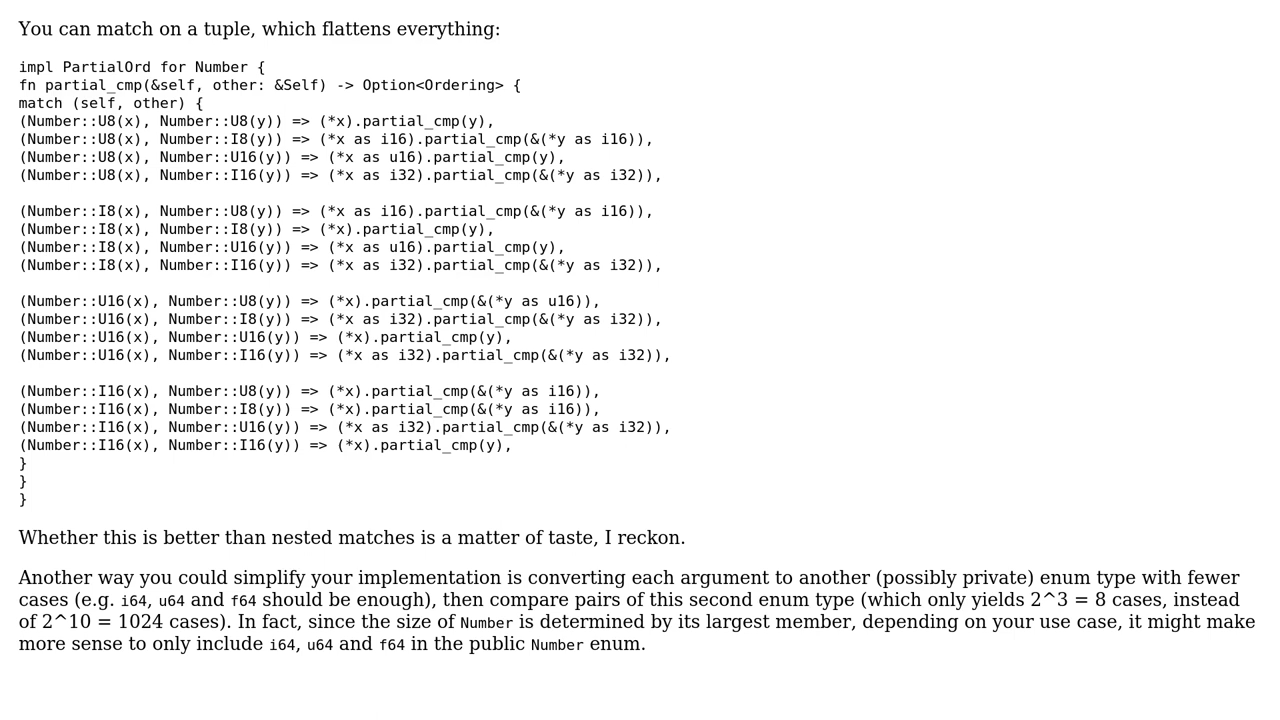 You can match on a tuple, which flattens everything:
impl PartialOrd for Number {
fn partial_cmp(&self, other: &Self) -> Option<Ordering> {
match (self, other) {
(Number::U8(x), Number::U8(y)) => (*x).partial_cmp(y),
(Number::U8(x), Number::I8(y)) => (*x as i16).partial_cmp(&(*y as i16)),
(Number::U8(x), Number::U16(y)) => (*x as u16).partial_cmp(y),
(Number::U8(x), Number::I16(y)) => (*x as i32).partial_cmp(&(*y as i32)),
(Number::I8(x), Number::U8(y)) => (*x as i16).partial_cmp(&(*y as i16)),
(Number::I8(x), Number::I8(y)) => (*x).partial_cmp(y),
(Number::I8(x), Number::U16(y)) => (*x as u16).partial_cmp(y),
(Number::I8(x), Number::I16(y)) => (*x as i32).partial_cmp(&(*y as i32)),
(Number::U16(x), Number::U8(y)) => (*x).partial_cmp(&(*y as u16)),
(Number::U16(x), Number::I8(y)) => (*x as i32).partial_cmp(&(*y as i32)),
(Number::U16(x), Number::U16(y)) => (*x).partial_cmp(y),
(Number::U16(x), Number::I16(y)) => (*x as i32).partial_cmp(&(*y as i32)),
(Number::I16(x), Number::U8(y)) => (*x).partial_cmp(&(*y as i16)),
(Number::I16(x), Number::I8(y)) => (*x).partial_cmp(&(*y as i16)),
(Number::I16(x), Number::U16(y)) => (*x as i32).partial_cmp(&(*y as i32)),
(Number::I16(x), Number::I16(y)) => (*x).partial_cmp(y),
}
}
}
Whether this is better than nested matches is a matter of taste, I reckon.
Another way you could simplify your implementation is converting each argument to another (possibly private) enum type with fewer
cases (e.g. i64, u64 and f64 should be enough), then compare pairs of this second enum type (which only yields 2^3 = 8 cases, instead
of 2^10 = 1024 cases). In fact, since the size of Number is determined by its largest member, depending on your use case, it might make
more sense to only include i64, u64 and f64 in the public Number enum.